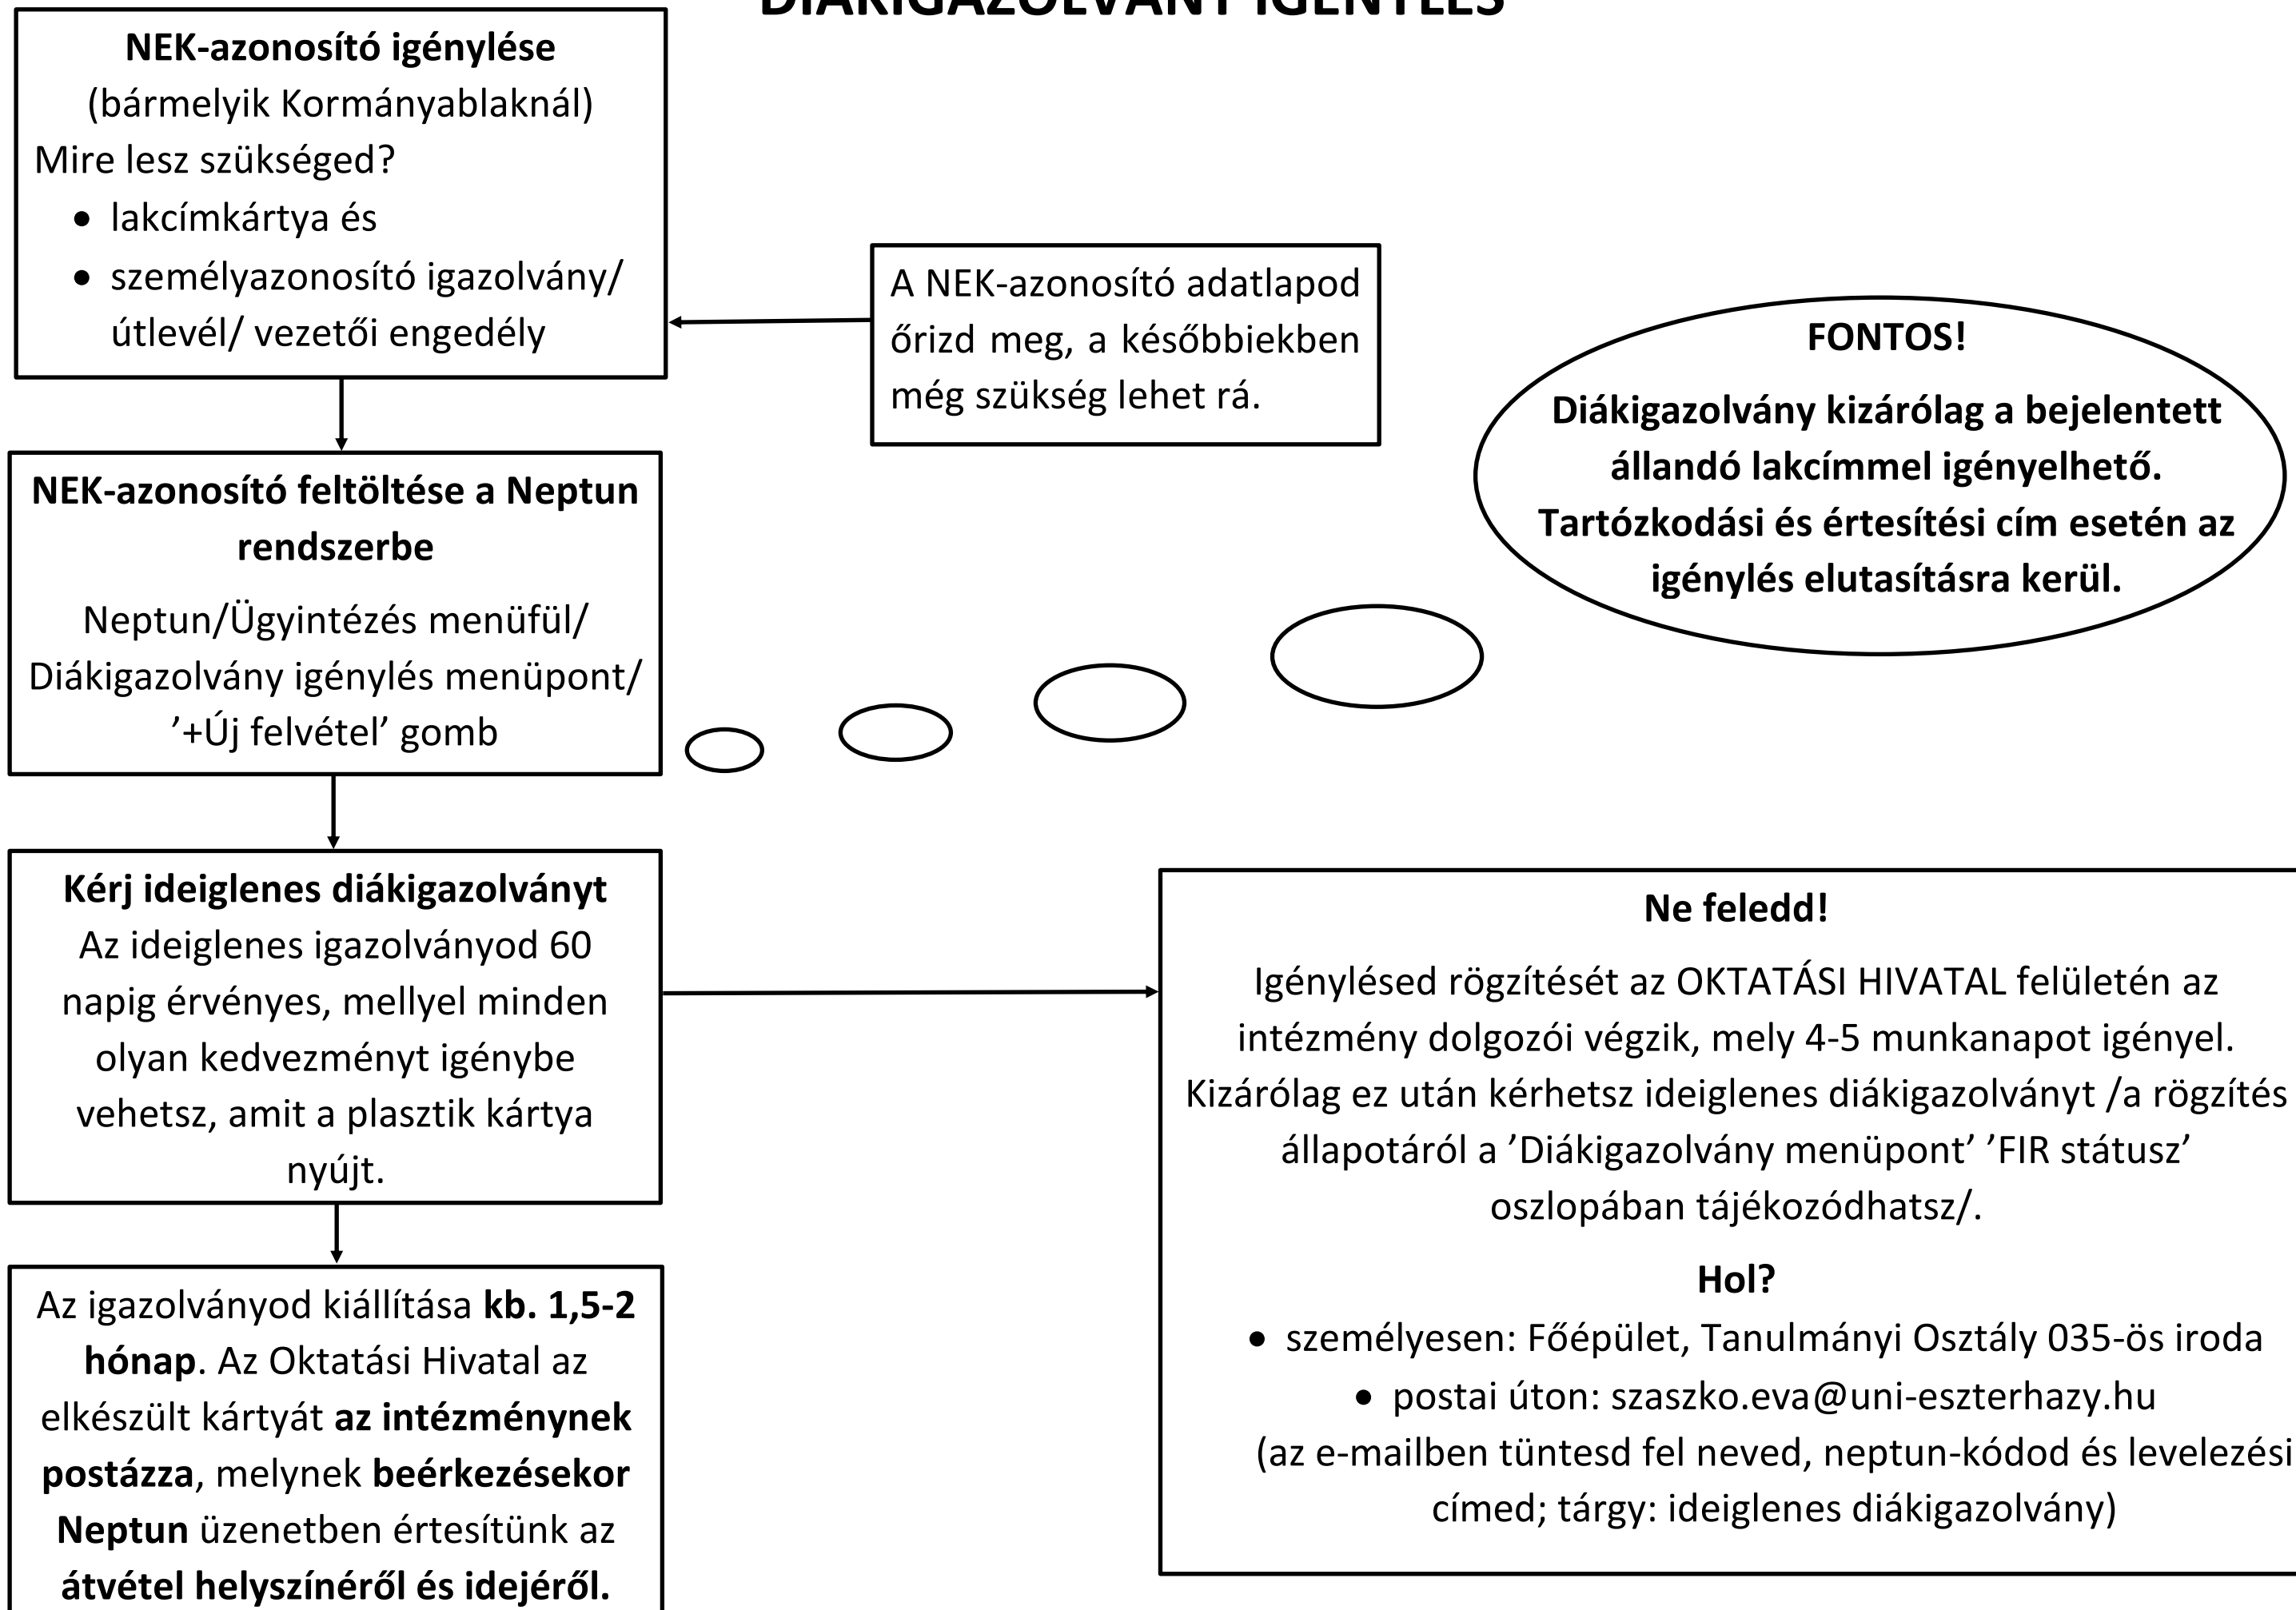 DIÁKIGAZOLVÁNY IGÉNYLÉS
NEK-azonosító igénylése
(bármelyik Kormányablaknál)
Mire lesz szükséged?
• lakcímkártya és
• személyazonosító igazolvány/
útlevél/ vezetői engedély
A NEK-azonosító adatlapod
őrizd meg, a későbbiekben
még szükség lehet rá.
FONTOS!
Diákigazolvány kizárólag a bejelentett
állandó lakcímmel igényelhető.
Tartózkodási és értesítési cím esetén az
igénylés elutasításra kerül.
NEK-azonosító feltöltése a Neptun
rendszerbe
Neptun/Ügyintézés menüfül/
Diákigazolvány igénylés menüpont/
’+Új felvétel’ gomb
Kérj ideiglenes diákigazolványt
Az ideiglenes igazolványod 60
napig érvényes, mellyel minden
olyan kedvezményt igénybe
vehetsz, amit a plasztik kártya
nyújt.
Ne feledd!
Igénylésed rögzítését az OKTATÁSI HIVATAL felületén az
intézmény dolgozói végzik, mely 4-5 munkanapot igényel.
Kizárólag ez után kérhetsz ideiglenes diákigazolványt /a rögzítés
állapotáról a ’Diákigazolvány menüpont’ ’FIR státusz’
oszlopában tájékozódhatsz/.
Hol?
• személyesen: Főépület, Tanulmányi Osztály 035-ös iroda
• postai úton: szaszko.eva@uni-eszterhazy.hu
(az e-mailben tüntesd fel neved, neptun-kódod és levelezési
címed; tárgy: ideiglenes diákigazolvány)
Az igazolványod kiállítása kb. 1,5-2
hónap. Az Oktatási Hivatal az
elkészült kártyát az intézménynek
postázza, melynek beérkezésekor
Neptun üzenetben értesítünk az
átvétel helyszínéről és idejéről.